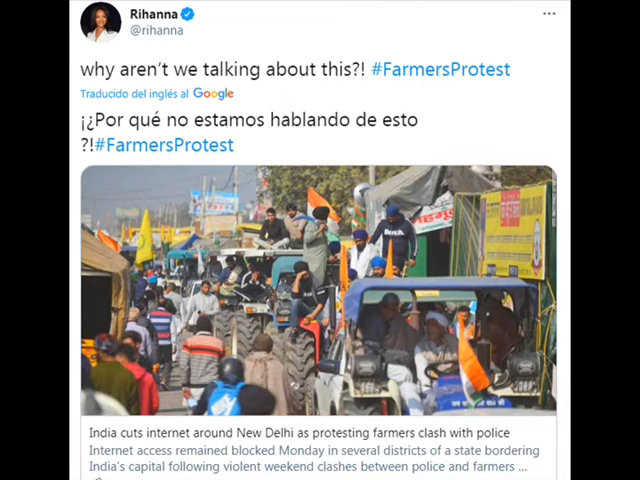 Rihanna
@rihanna
why aren't we talking about this?! #FarmersProtest
Traducido del inglés al Google
¡¿Por qué no estamos hablando de esto
?!#FarmersProtest
Bench.
India cuts internet around New Delhi as protesting farmers clash with police
Internet access remained blocked Monday in several districts of a state bordering
India's capital following violent weekend clashes between police and farmers ...